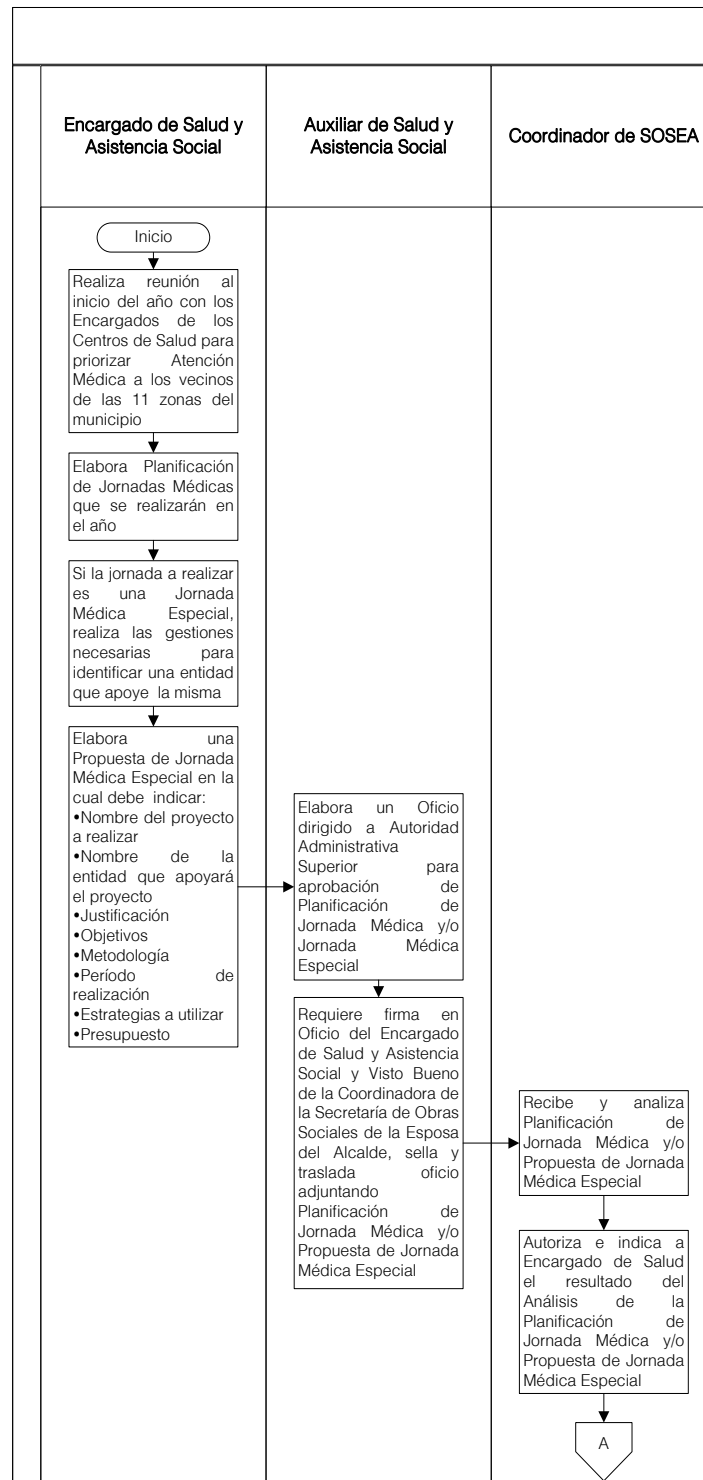 Encargado de Salud y
Asistencia Social
Auxiliar de Salud y
Asistencia Social
Coordinador de SOSEA
Inicio
Realiza reunión al
inicio del año con los
Encargados de los
Centros de Salud para
priorizar Atención
Médica a los vecinos
de las 11 zonas del
municipio
Elabora Planificación
de Jornadas Médicas
que se realizarán en
el año
Si la jornada a realizar
es una Jornada
Médica Especial,
realiza las gestiones
necesarias para
identificar una entidad
que apoye la misma
Elabora una
Propuesta de Jornada
Médica Especial en la
cual debe indicar:
•Nombre del proyecto
a realizar
•Nombre de la
entidad que apoyará
el proyecto
•Justificación
•Objetivos
•Metodología
•Período de
realización
•Estrategias a utilizar
•Presupuesto
Elabora un Oficio
dirigido a Autoridad
Administrativa
Superior para
aprobación de
Planificación de
Jornada Médica y/o
Jornada Médica
Especial
Requiere firma en
Oficio del Encargado
de Salud y Asistencia
Social y Visto Bueno
de la Coordinadora de
la Secretaría de Obras
Sociales de la Esposa
del Alcalde, sella y
traslada oficio
adjuntando
Planificación de
Jornada Médica y/o
Propuesta de Jornada
Médica Especial
Recibe y analiza
Planificación de
Jornada Médica y/o
Propuesta de Jornada
Médica Especial
Autoriza e indica a
Encargado de Salud
el resultado del
Análisis de la
Planificación de
Jornada Médica y/o
Propuesta de Jornada
Médica Especial
A